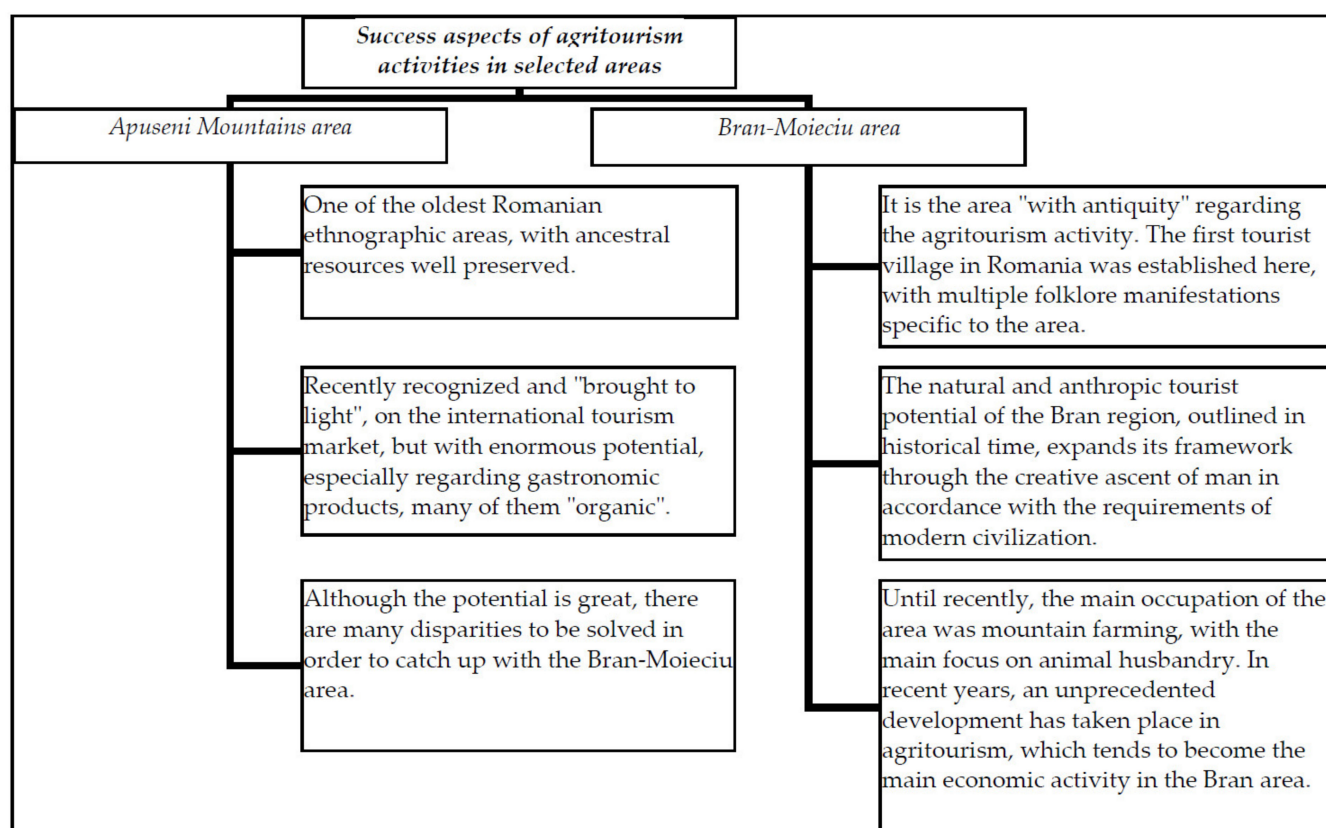 Success aspects of agritourism
activities in selected areas
Apuseni Mountains area
One of the oldest Romanian
ethnographic areas, with ancestral
resources well preserved.
Recently recognized and "brought to
light", on the international tourism
market, but with enormous potential,
especially regarding gastronomic
products, many of them "organic".
Although the potential is great, there
are many disparities to be solved in
order to catch up with the Bran-Moieciu
area.
Bran-Moieciu area
It is the area "with antiquity" regarding
the agritourism activity. The first tourist
village in Romania was established here,
with multiple folklore manifestations
specific to the area.
The natural and anthropic tourist
potential of the Bran region, outlined in
historical time, expands its framework
through the creative ascent of man in
accordance with the requirements of
modern civilization.
Until recently, the main occupation of the
area was mountain farming, with the
main focus on animal husbandry. In
recent years, an unprecedented
development has taken place in
agritourism, which tends to become the
main economic activity in the Bran area.